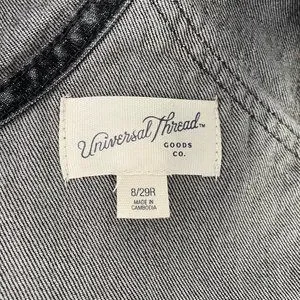 Universal Thread™
GOODS
CO.
8/29R
MADE IN
CAMBODIA